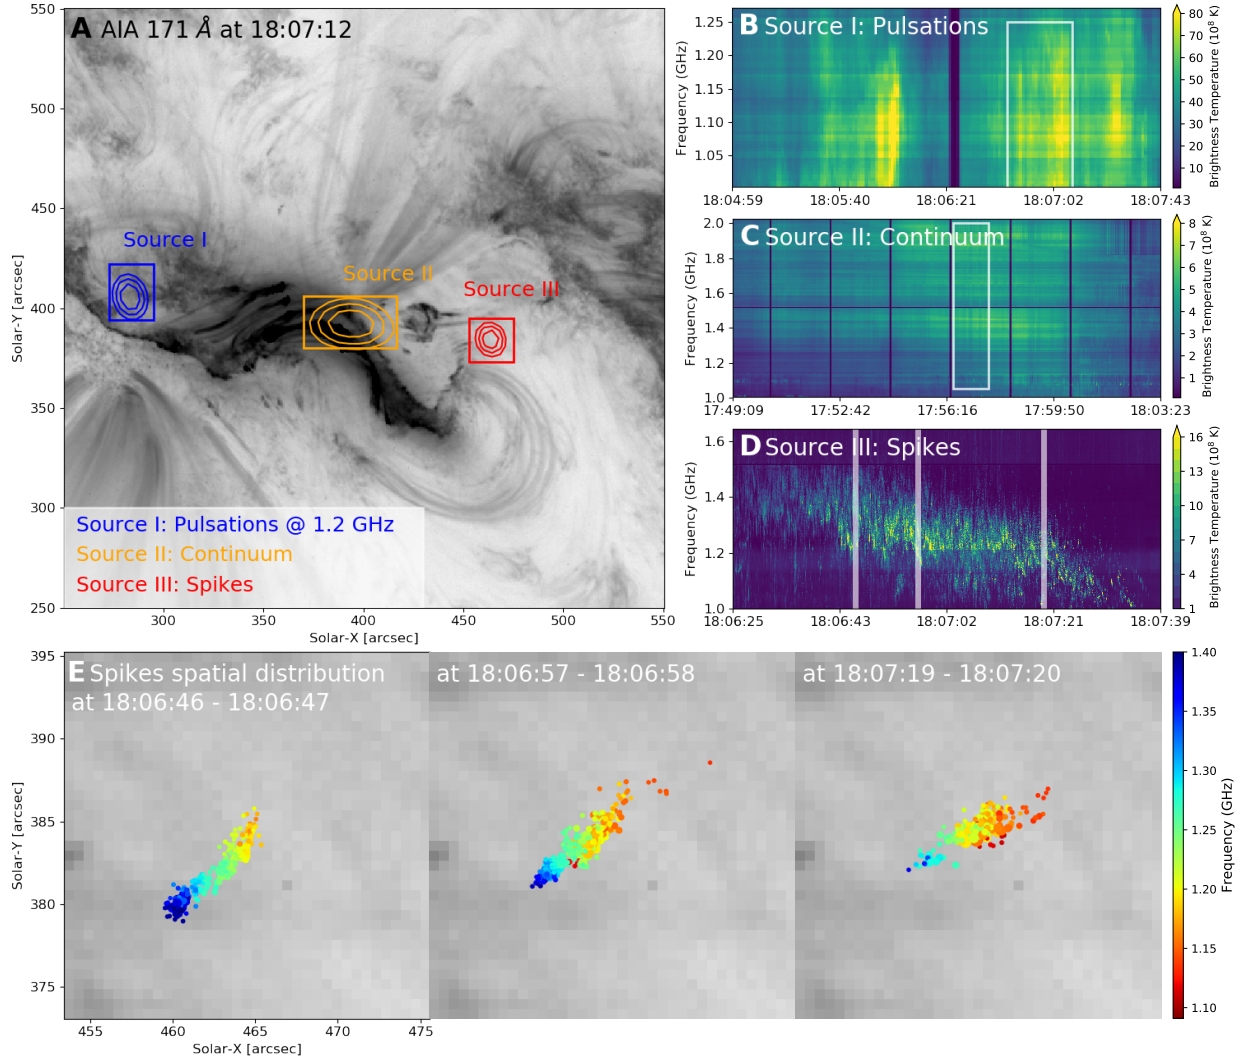 A AIA 171 Å at 18:07:12
550
500
450
400
350
300
250
Solar-Y [arcsec]
Source I
Source II
Source III
Source I: Pulsations @ 1.2 GHz
Source II: Continuum
Source III: Spikes
300 350 400 450 500 550
Solar-X [arcsec]
B Source I: Pulsations
1.25
1.20
1.15
1.10
1.05
Frequency (GHz)
18:04:59 18:05:40 18:06:21 18:07:02 18:07:43
80
70
60
50
40
30
20
10
Brightness Temperature (10⁸ K)
C Source II: Continuum
2.0
1.8
1.6
1.4
1.2
1.0
Frequency (GHz)
17:49:09 17:52:42 17:56:16 17:59:50 18:03:23
8
7
6
5
4
3
2
1
Brightness Temperature (10⁸ K)
D Source III: Spikes
1.6
1.4
1.2
1.0
Frequency (GHz)
18:06:25 18:06:43 18:07:02 18:07:21 18:07:39
16
13
10
7
4
1
Brightness Temperature (10⁸ K)
E Spikes spatial distribution
at 18:06:46 - 18:06:47
at 18:06:57 - 18:06:58
at 18:07:19 - 18:07:20
395
390
385
380
375
Solar-Y [arcsec]
455 460 465 470 475
Solar-X [arcsec]
1.40
1.35
1.30
1.25
1.20
1.15
1.10
Frequency (GHz)